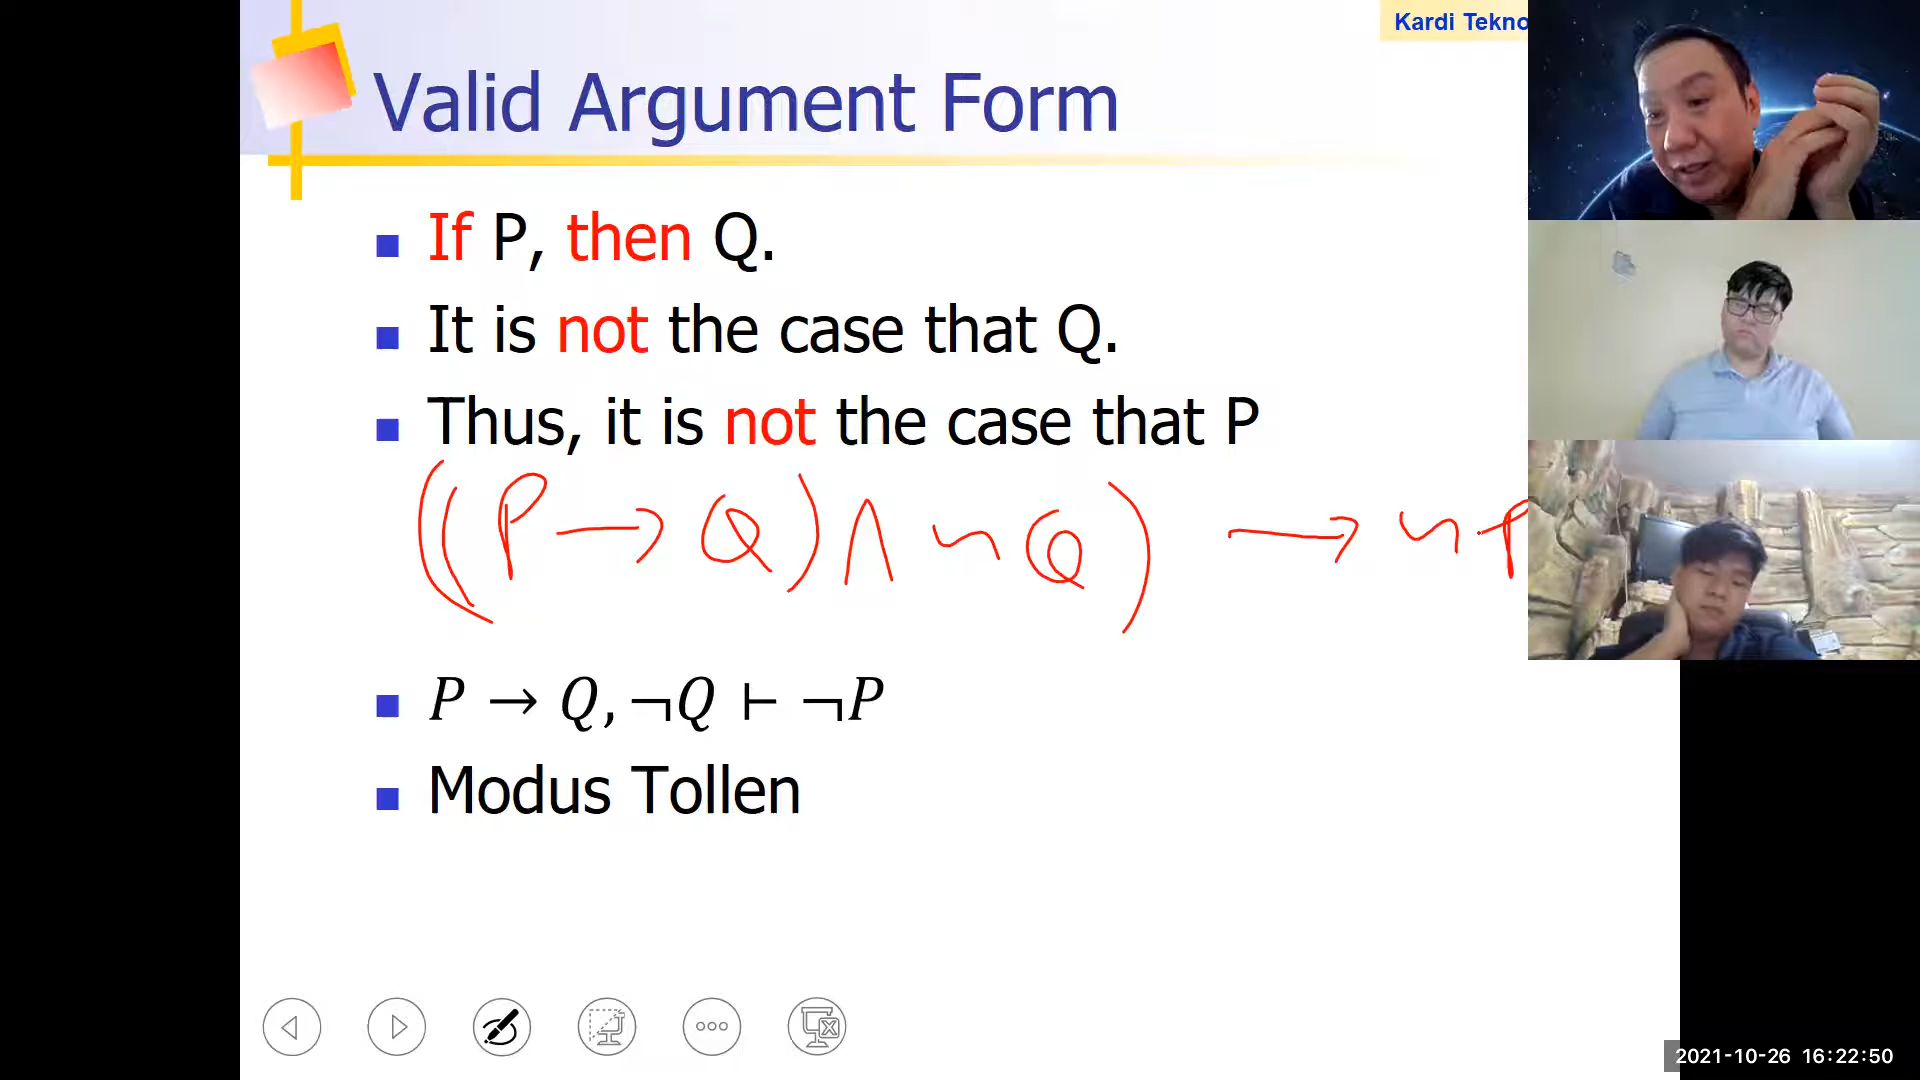 Kardi Tekno
Valid Argument Form
If P, then Q.
It is not the case that Q.
Thus, it is not the case that P
((P → Q) ∧ ~Q) → ~P
P → Q, ¬Q ⊢ ¬P
Modus Tollen
2021-10-26 16:22:50